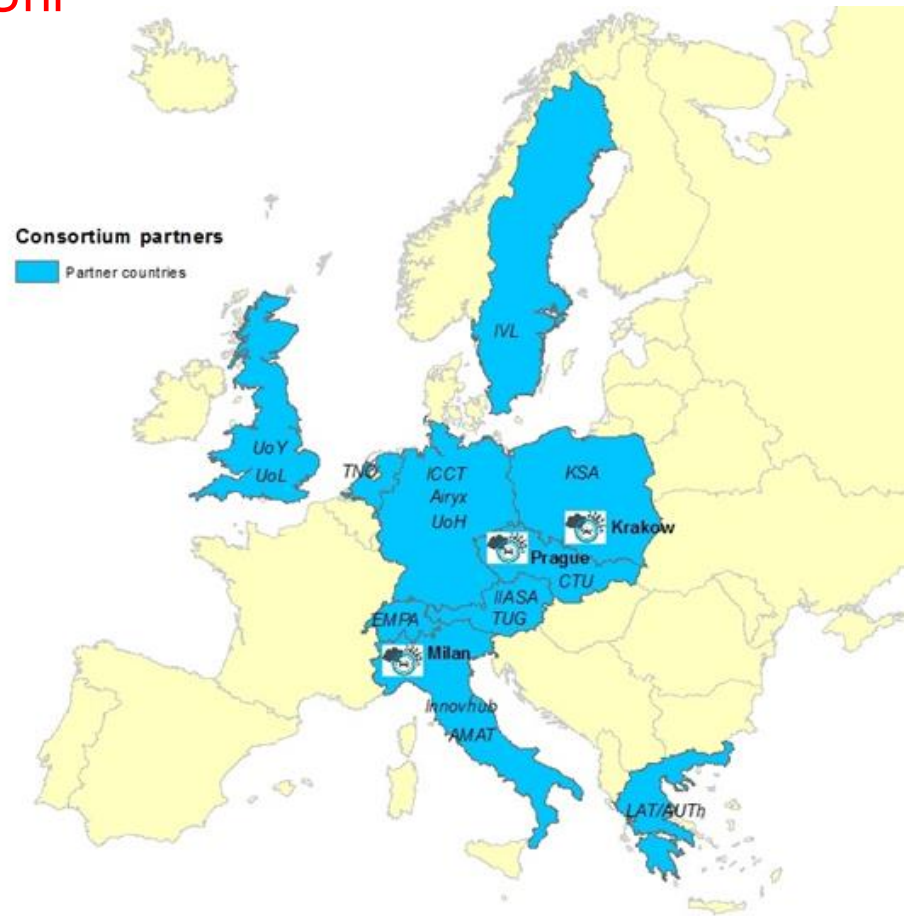 Consortium partners
Partner countries
IVL
UoY
UoL
TNO
ICCT
Airyx
UoH
KSA
Krakow
Prague
CTU
IIASA
TUG
EMPA
Milan
Innovhub
AMAT
LAT/AUTh